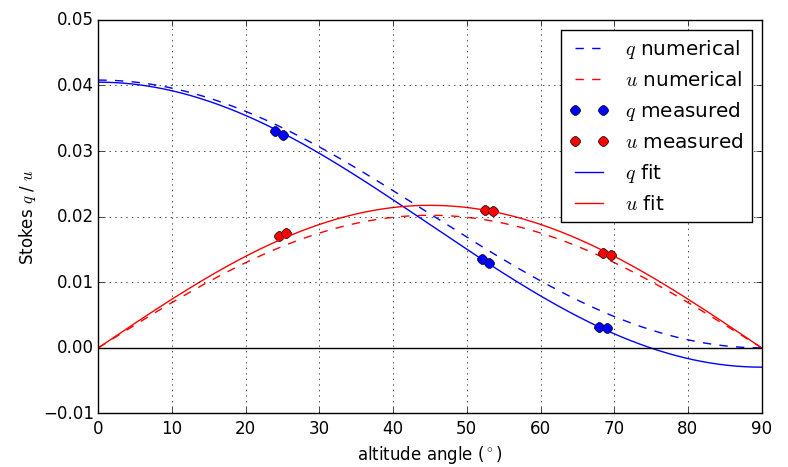 0.05
0.04
0.03
0.02
0.01
0.00
−0.01
Stokes q / u
0 10 20 30 40 50 60 70 80 90
altitude angle (°)
q numerical
u numerical
q measured
u measured
q fit
u fit